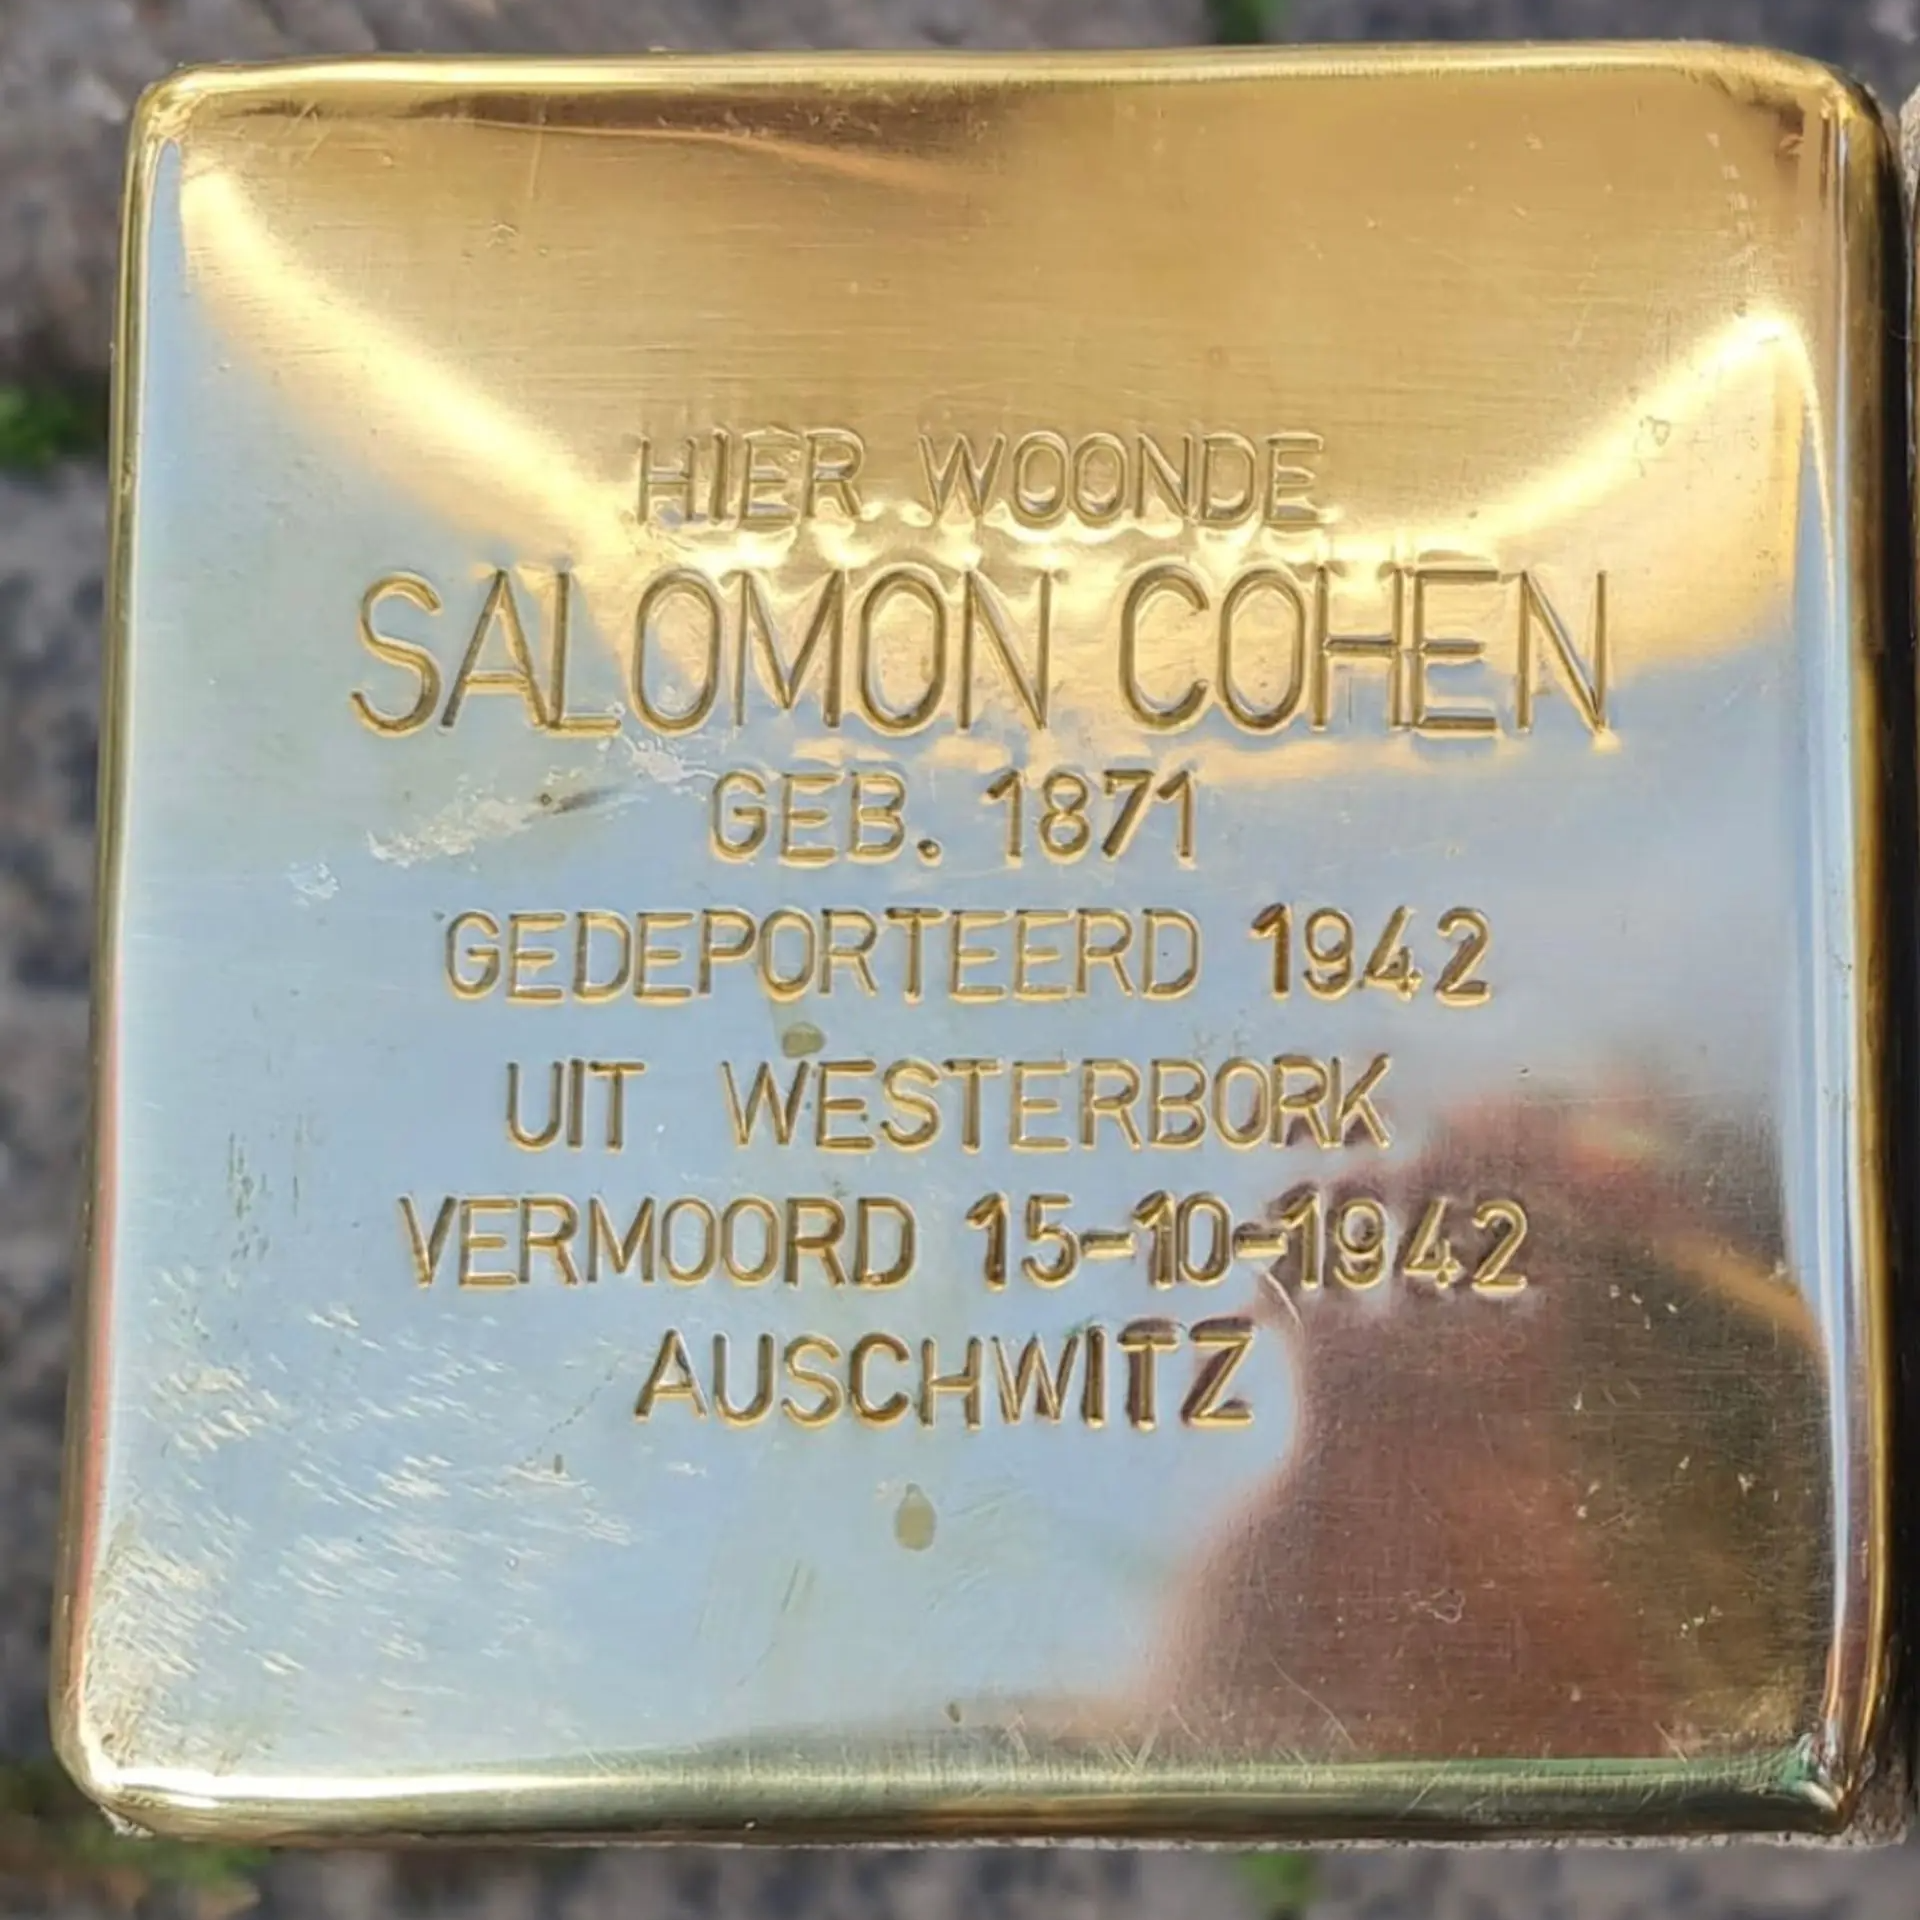 HIER WOONDE
SALOMON COHEN
GEB. 1871
GEDEPORTEERD 1942
UIT WESTERBORK
VERMOORD 15-10-1942
AUSCHWITZ